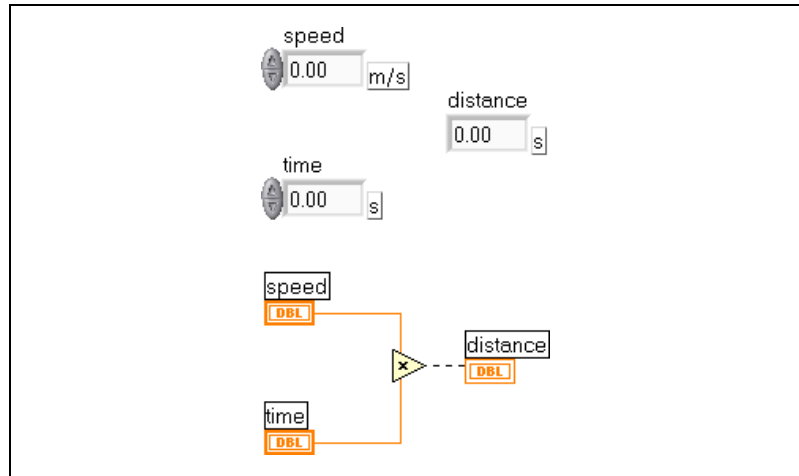 speed
0.00 m/s
distance
0.00 s
time
0.00 s
speed
DBL
distance
×
DBL
time
DBL